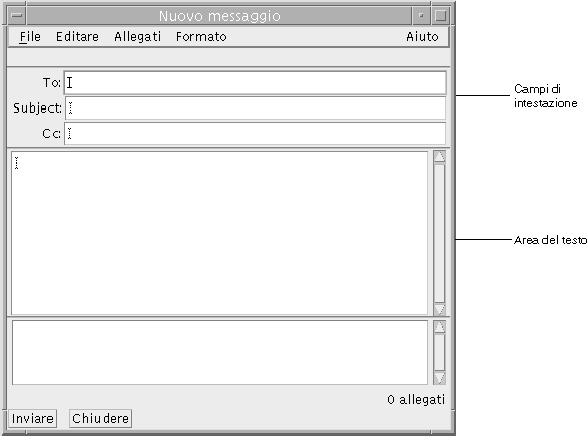 Nuovo messaggio
File Editare Allegati Formato Aiuto
To:
Subject:
Cc:
Campi di
intestazione
Area del testo
0 allegati
Inviare Chiudere